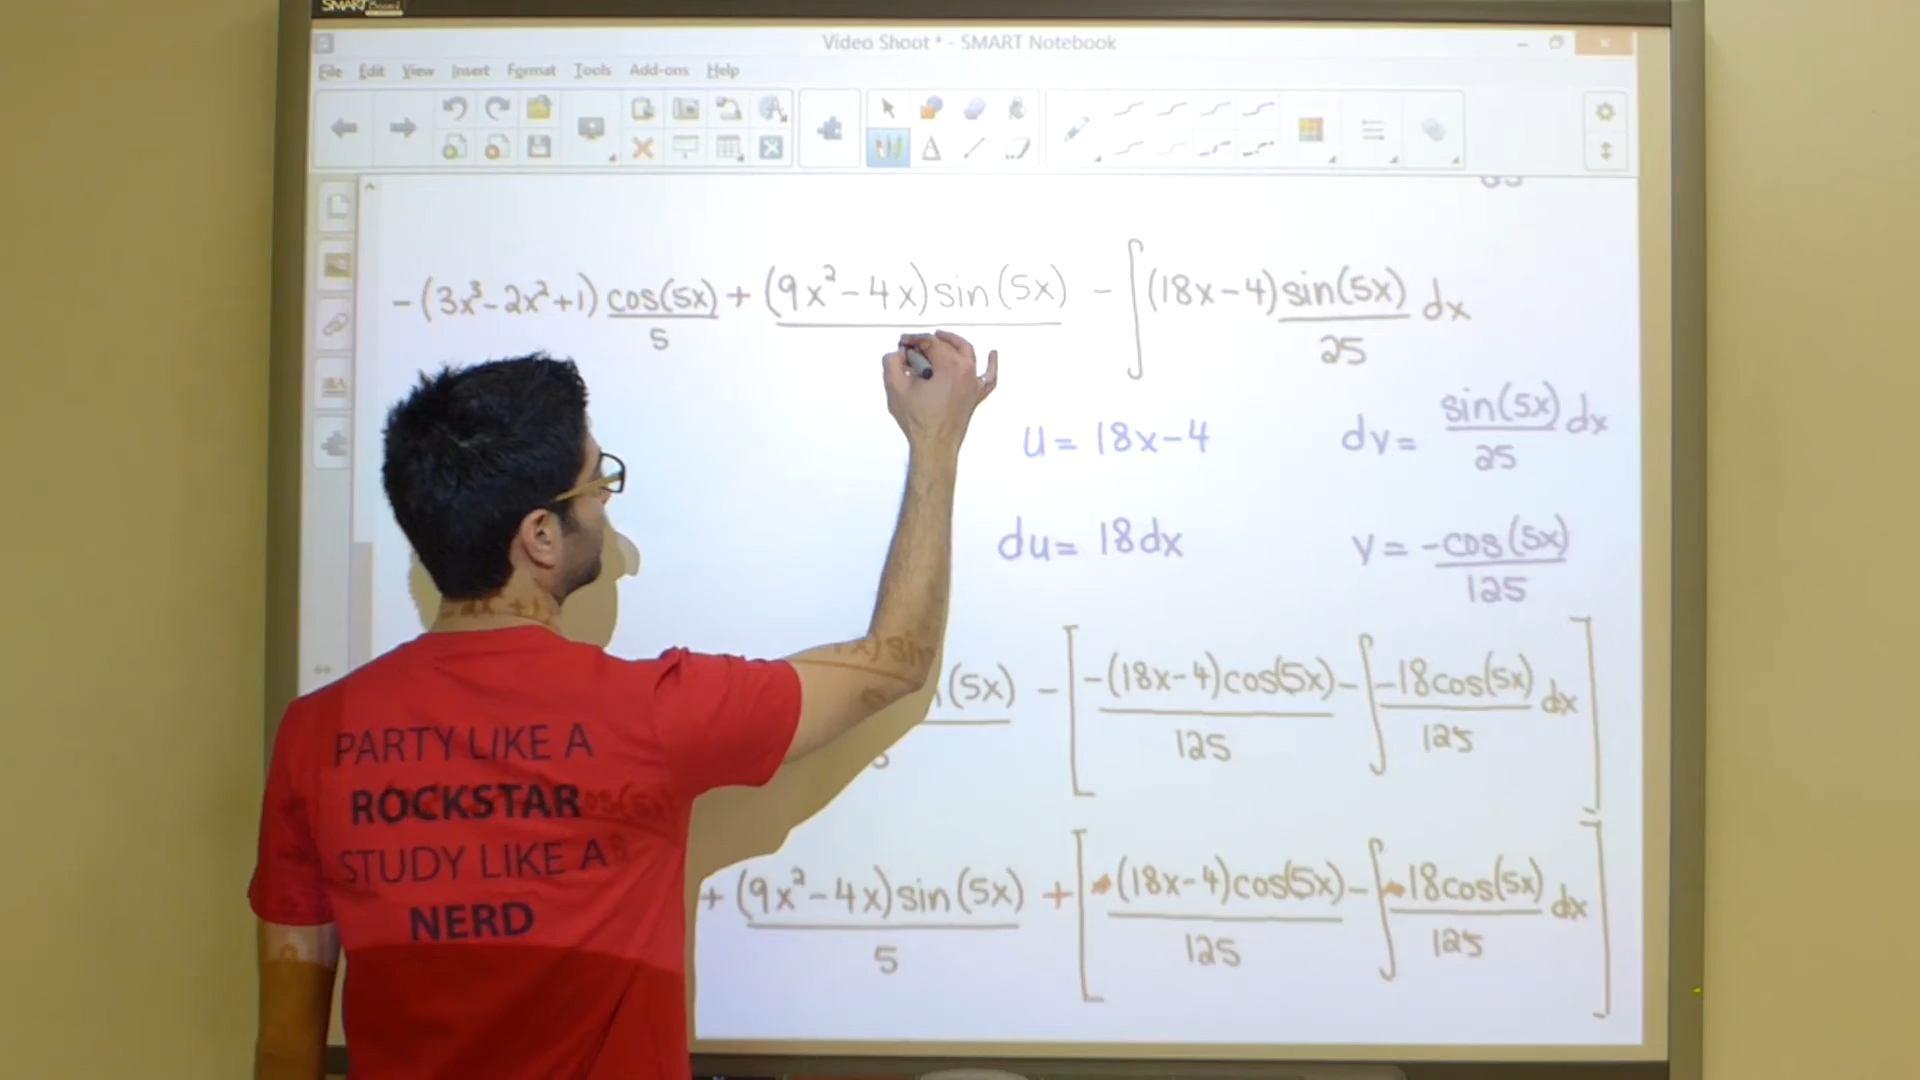 SMART Board
Video Shoot * - SMART Notebook
File Edit View Insert Format Tools Add-ons Help
-(3x³-2x²+1) cos(5x)/5 + (9x²-4x)sin(5x) - ∫(18x-4) sin(5x)/25 dx
u = 18x-4 dv = sin(5x)/25 dx
du = 18dx v = -cos(5x)/125
(5x) - [-(18x-4)cos(5x)/125 - ∫-18cos(5x)/125 dx]
+ (9x²-4x)sin(5x)/5 + [-(18x-4)cos(5x)/125 - ∫-18cos(5x)/125 dx]
PARTY LIKE A
ROCKSTAR
STUDY LIKE A
NERD